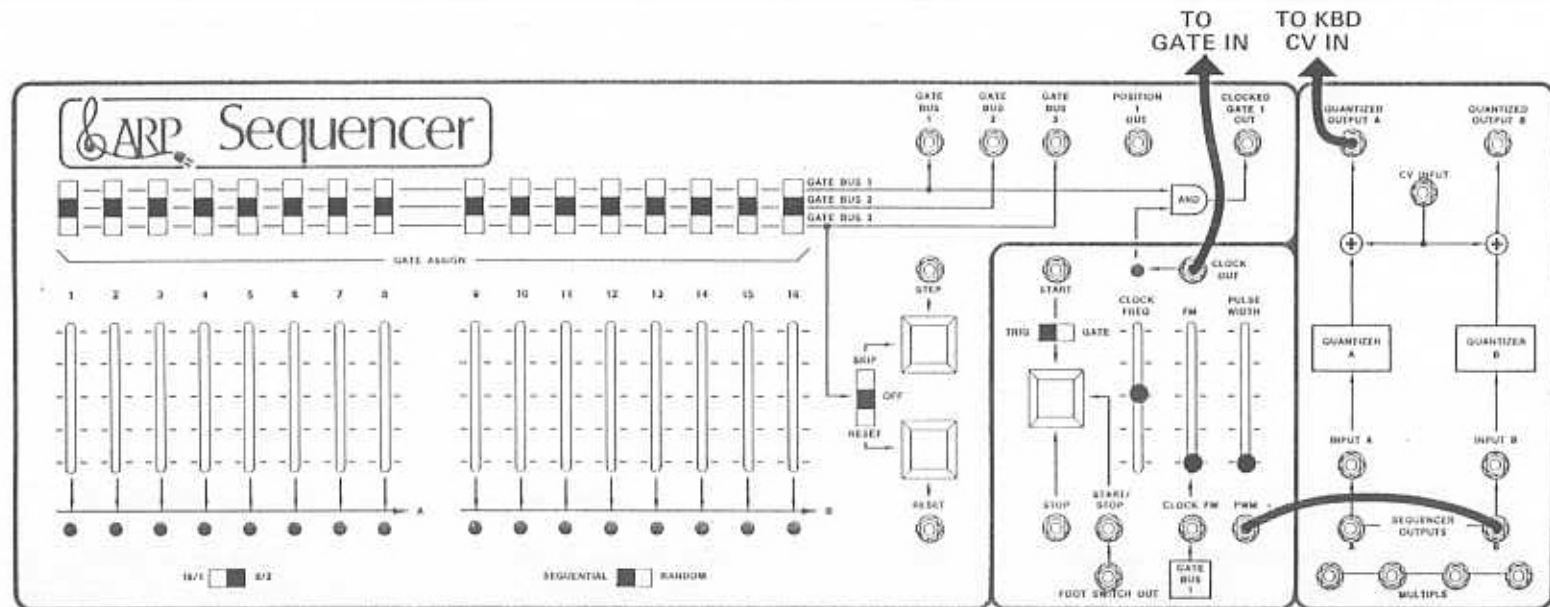 TO
GATE IN
TO KBD
CV IN
ARP Sequencer
GATE
BUS
1
GATE
BUS
2
GATE
BUS
3
POSITION
1
OUT
CLOCKED
GATE 1
OUT
QUANTIZED
OUTPUT A
QUANTIZED
OUTPUT B
CV INPUT
GATE BUS 1
GATE BUS 2
GATE BUS 3
AND
GATE ASSIGN
1 2 3 4 5 6 7 8 9 10 11 12 13 14 15 16
STEP
SKIP
OFF
RESET
RESET
START
TRIG
GATE
CLOCK
OUT
CLOCK
FREQ
FM
PULSE
WIDTH
STOP
START/
STOP
CLOCK FM
PWM
FOOT SWITCH OUT
GATE
BUS
1
QUANTIZER
A
QUANTIZER
B
INPUT A
INPUT B
SEQUENCER
OUTPUTS
A
B
MULTIPLE
A
B
16/1
8/2
SEQUENTIAL
RANDOM